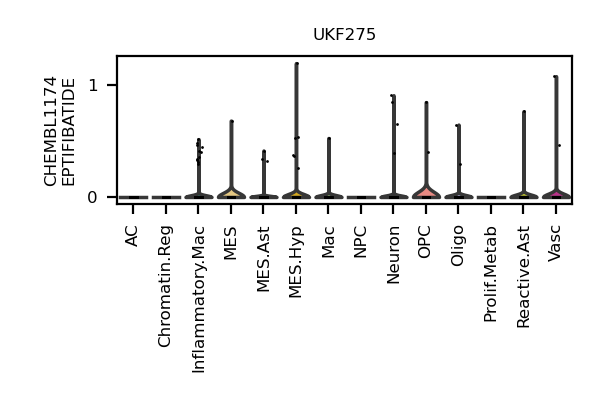 UKF275
CHEMBL1174
EPTIFIBATIDE
1
0
AC
Chromatin.Reg
Inflammatory.Mac
MES
MES.Ast
MES.Hyp
Mac
NPC
Neuron
OPC
Oligo
Prolif.Metab
Reactive.Ast
Vasc